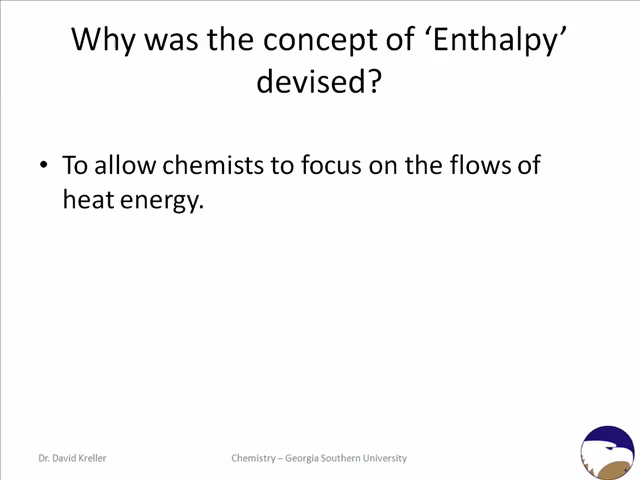 Why was the concept of ‘Enthalpy’
devised?
• To allow chemists to focus on the flows of
heat energy.
Dr. David Kreller
Chemistry – Georgia Southern University